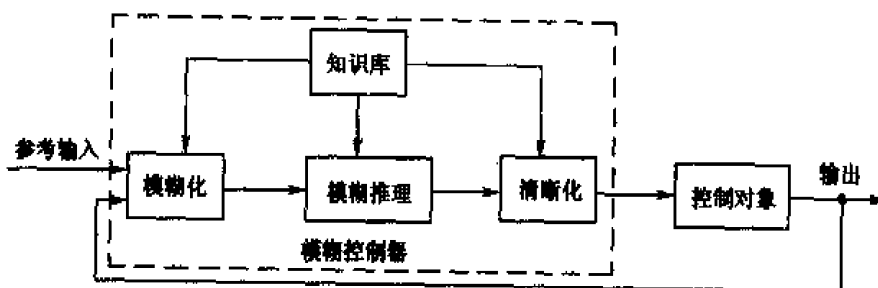 知识库
参考输入
模糊化
模糊推理
清晰化
控制对象
输出
模糊控制器